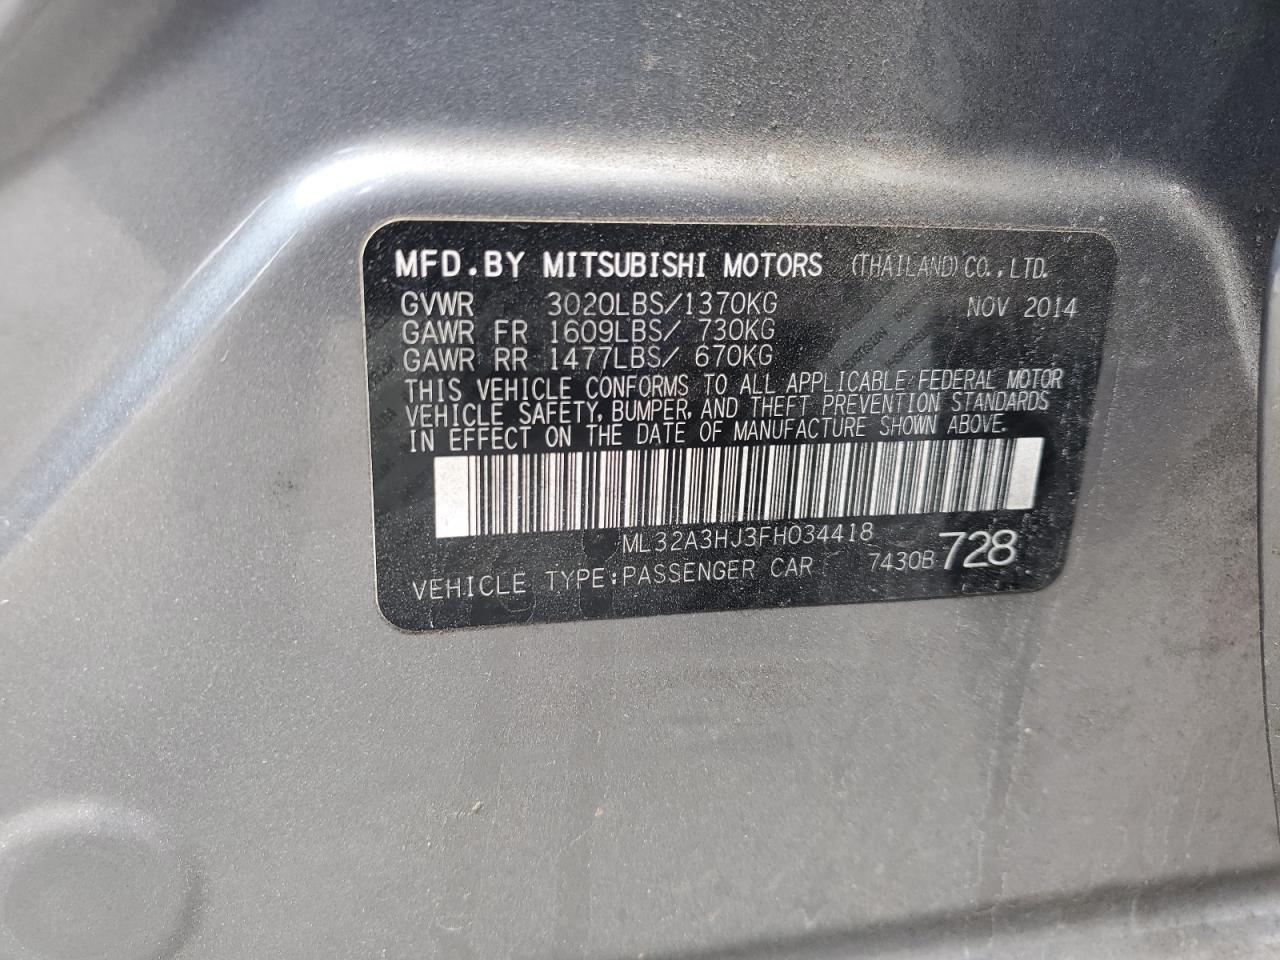 MFD.BY MITSUBISHI MOTORS (THAILAND) CO.,LTD.
GVWR 3020LBS/1370KG NOV 2014
GAWR FR 1609LBS/ 730KG
GAWR RR 1477LBS/ 670KG
THIS VEHICLE CONFORMS TO ALL APPLICABLE FEDERAL MOTOR
VEHICLE SAFETY, BUMPER, AND THEFT PREVENTION STANDARDS
IN EFFECT ON THE DATE OF MANUFACTURE SHOWN ABOVE.
ML32A3HJ3FH034418
VEHICLE TYPE:PASSENGER CAR 7430B 728